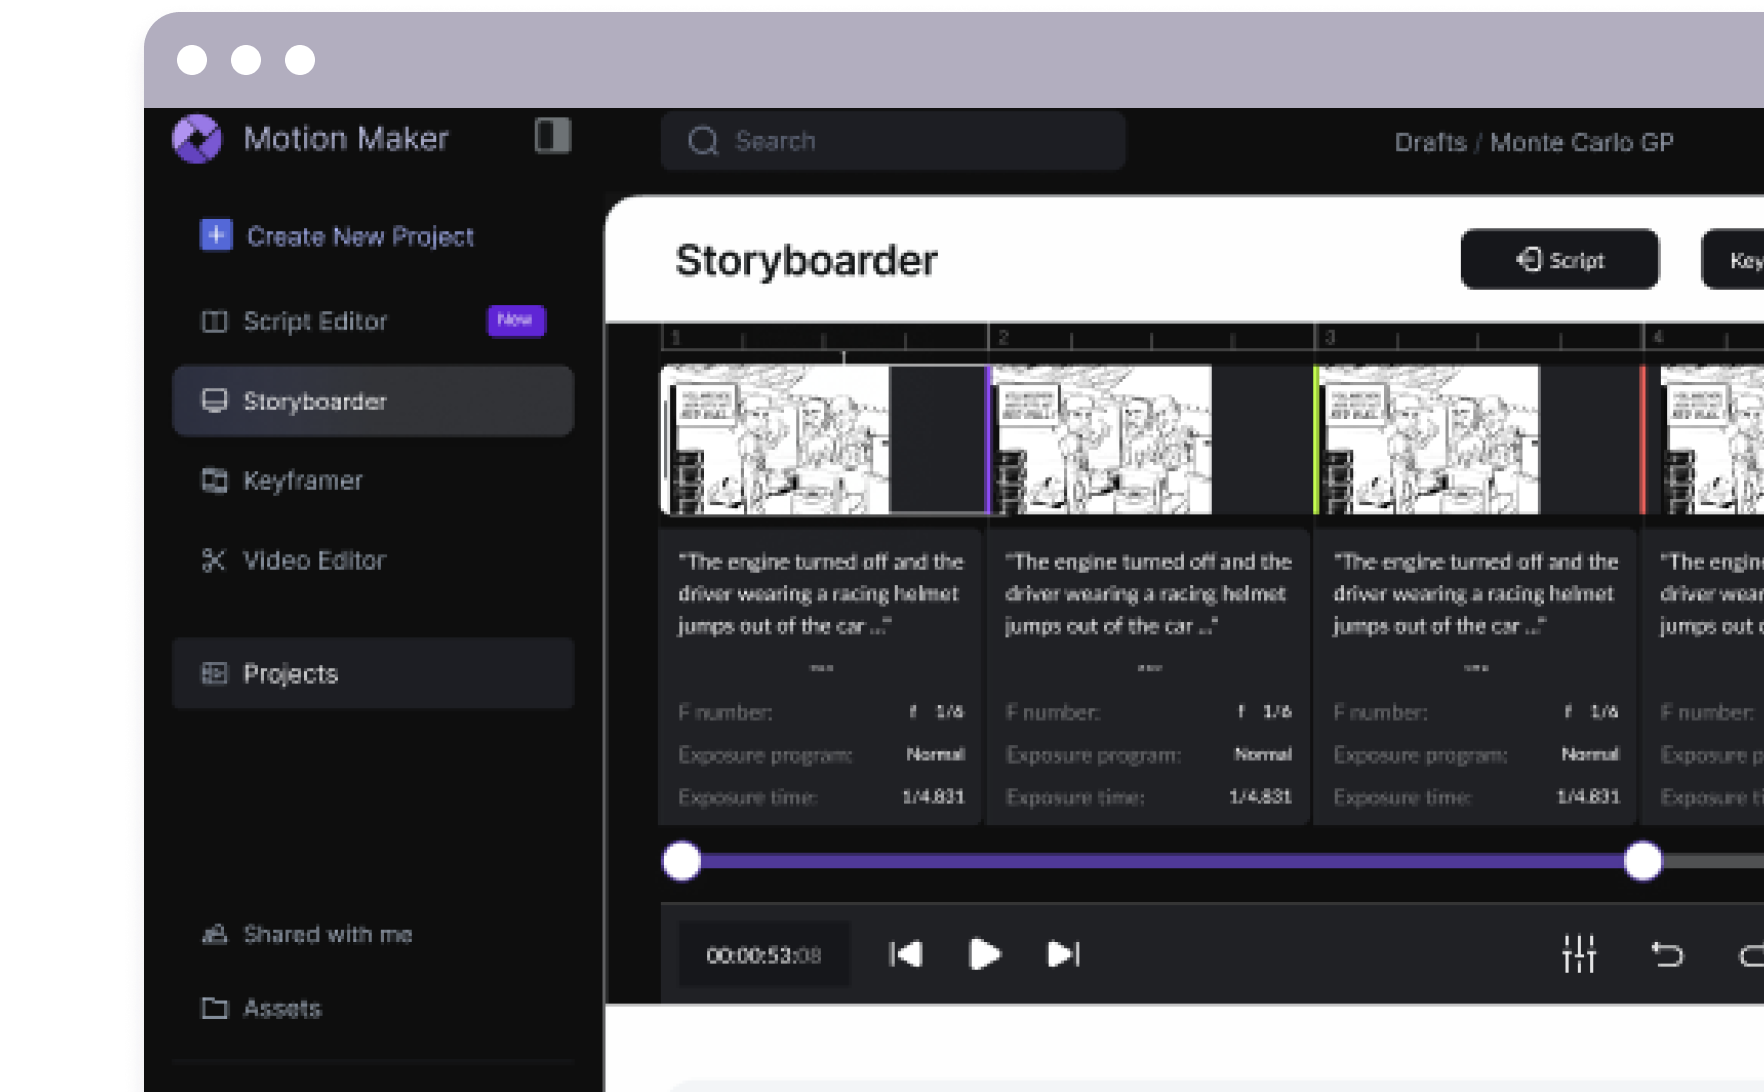 Motion Maker
Search
Drafts / Monte Carlo GP
Create New Project
Script Editor
New
Storyboarder
Keyframer
Video Editor
Projects
Shared with me
Assets
Storyboarder
Script
Key
1
2
3
4
"The engine turned off and the
driver wearing a racing helmet
jumps out of the car ..."
F number:
f 1/6
Exposure program:
Normal
Exposure time:
1/4.831
"The engine turned off and the
driver wearing a racing helmet
jumps out of the car ..."
F number:
f 1/6
Exposure program:
Normal
Exposure time:
1/4.831
"The engine turned off and the
driver wearing a racing helmet
jumps out of the car ..."
F number:
f 1/6
Exposure program:
Normal
Exposure time:
1/4.831
"The engin
driver wear
jumps out o
F number:
Exposure p
Exposure ti
00:00:53:08